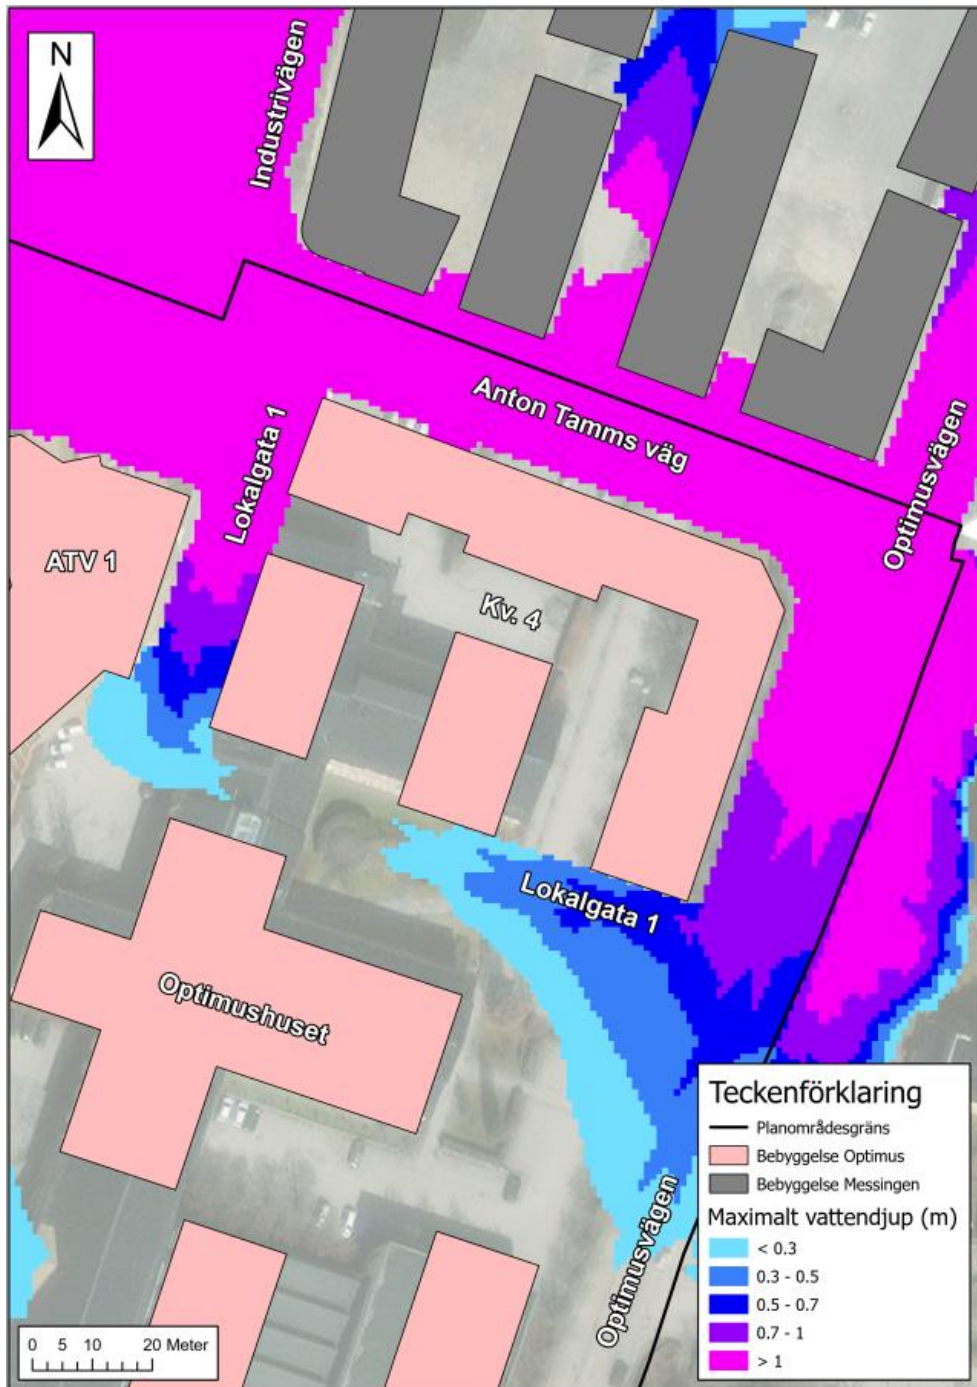 N
Industrivägen
Anton Tamms väg
Optimusvägen
Lokalgata 1
ATV 1
Kv. 4
Lokalgata 1
Optimushuset
Optimusvägen
Teckenförklaring
Planområdesgräns
Bebyggelse Optimus
Bebyggelse Messingen
Maximalt vattendjup (m)
< 0.3
0.3 - 0.5
0.5 - 0.7
0.7 - 1
> 1
0 5 10 20 Meter